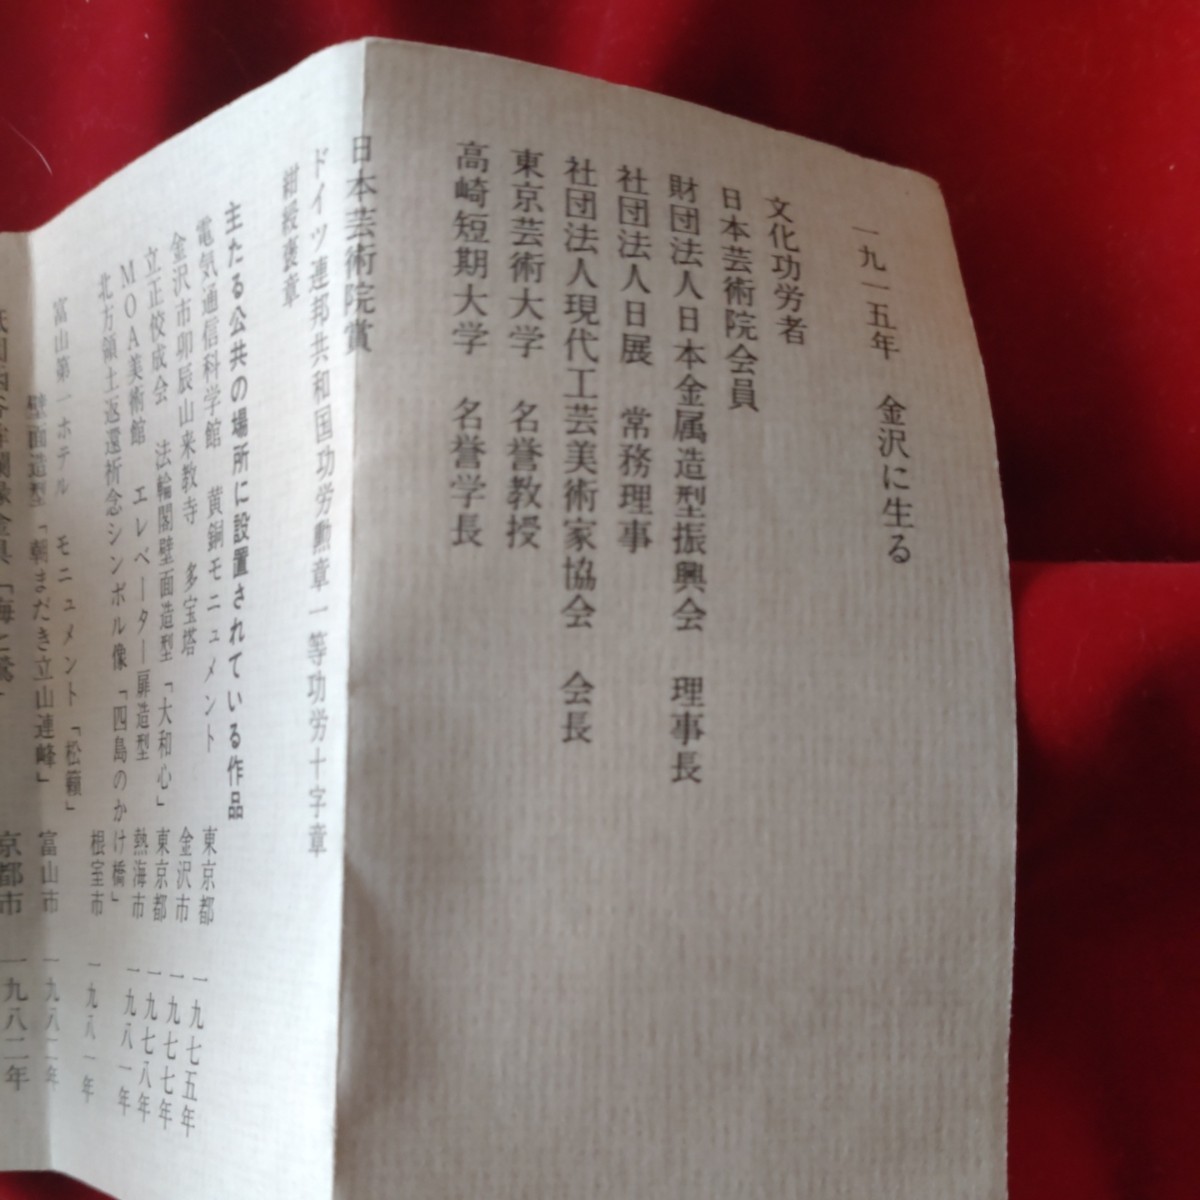 一九一五年　金沢に生る
文化功労者
日本芸術院会員
財団法人日本金属造型振興会　理事長
社団法人日展　常務理事
社団法人現代工芸美術家協会　会長
東京芸術大学　名誉教授
高崎短期大学　名誉学長
日本芸術院賞
ドイツ連邦共和国功労勲章一等功労十字章
紺綬褒章
主たる公共の場所に設置されている作品
電気通信科学館　黄銅モニュメント　東京都　一九七五年
金沢市卯辰山来教寺　多宝塔　金沢市　一九七七年
立正佼成会　法輪閣壁面造型「大和心」　東京都　一九七八年
MOA美術館　エレベーター扉造型　熱海市　一九八一年
北方領土返還祈念シンボル像「四島のかけ橋」
根室市　一九八一年
富山第一ホテル　モニュメント「松籟」
壁面造型「朝まだき立山連峰」　富山市　一九八二年
京都市　一九八二年